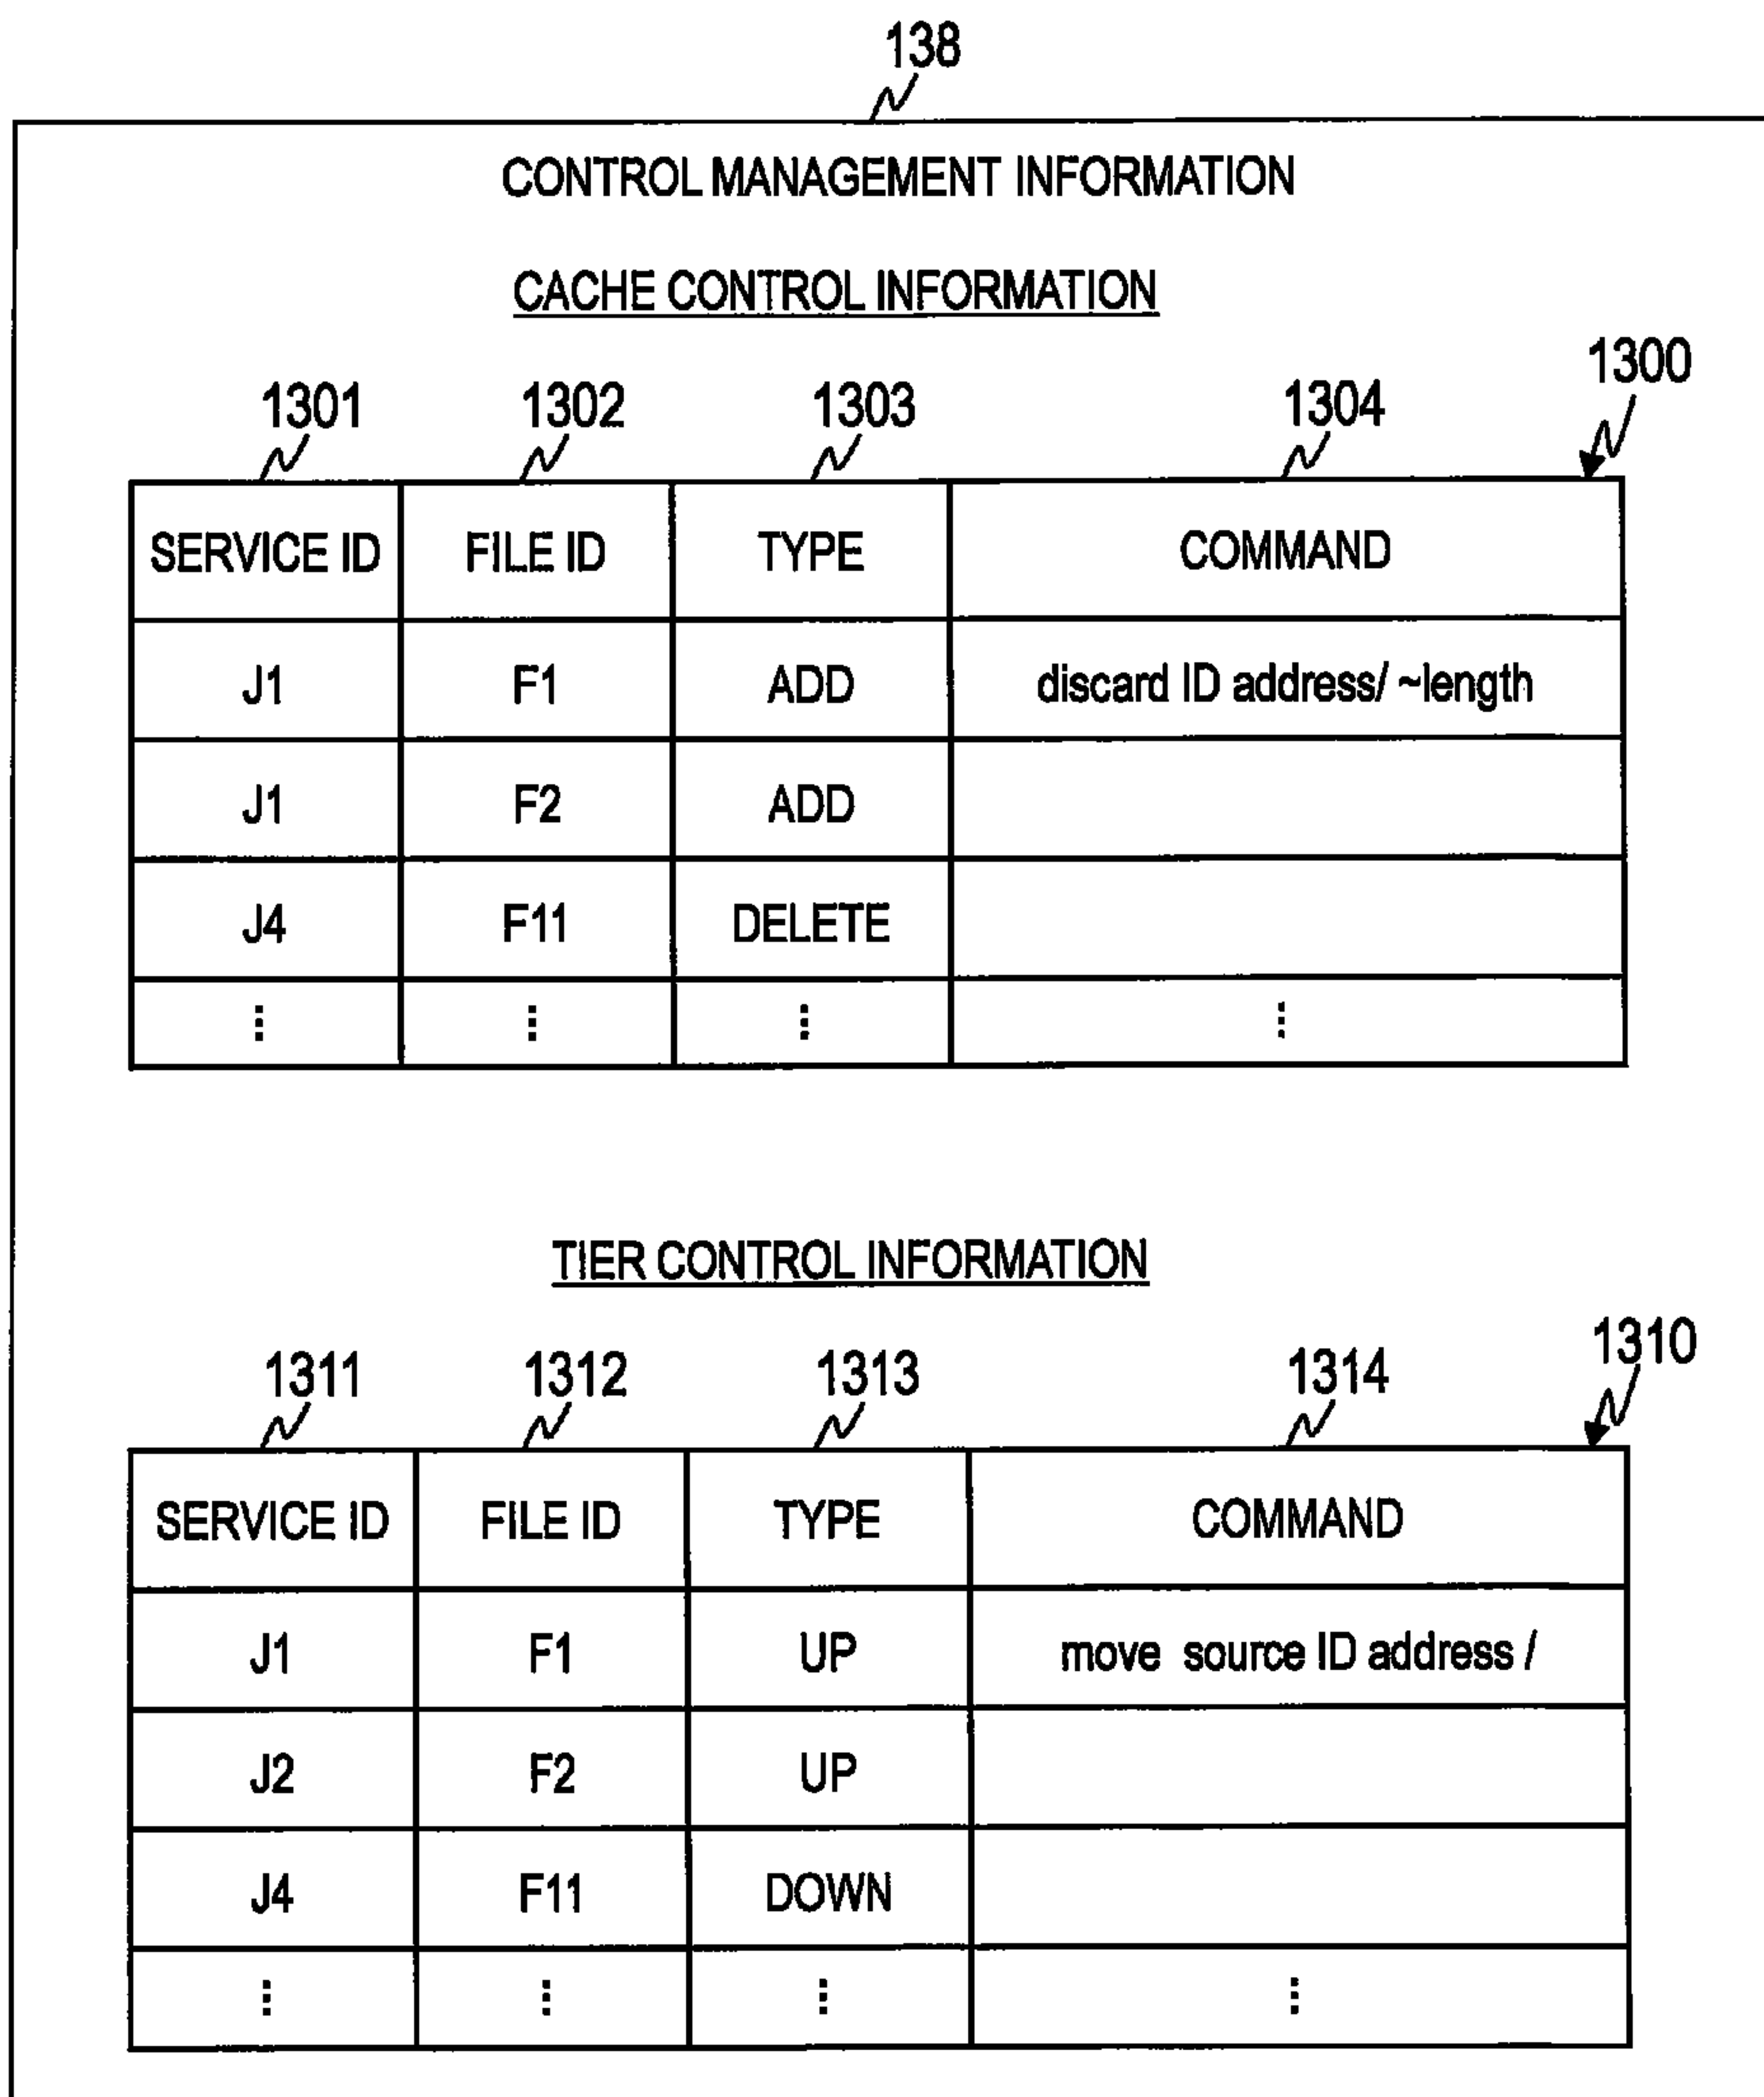 138
CONTROL MANAGEMENT INFORMATION
CACHE CONTROL INFORMATION
1300
1301 1302 1303 1304
SERVICE ID FILE ID TYPE COMMAND
J1 F1 ADD discard ID address/ ~length
J1 F2 ADD
J4 F11 DELETE
⋮ ⋮ ⋮ ⋮
TIER CONTROL INFORMATION
1310
1311 1312 1313 1314
SERVICE ID FILE ID TYPE COMMAND
J1 F1 UP move source ID address /
J2 F2 UP
J4 F11 DOWN
⋮ ⋮ ⋮ ⋮